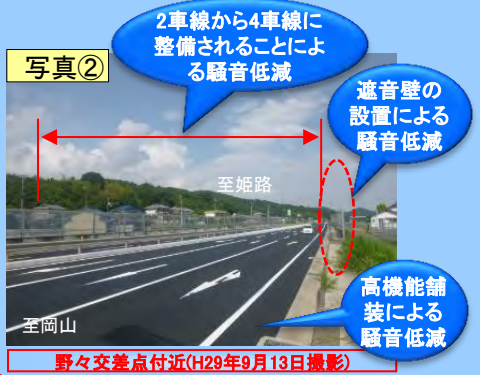 2車線から4車線に
整備されることによ
る騒音低減
写真②
遮音壁の
設置による
騒音低減
至姫路
高機能舗
装による
騒音低減
至岡山
野々交差点付近(H29年9月13日撮影)